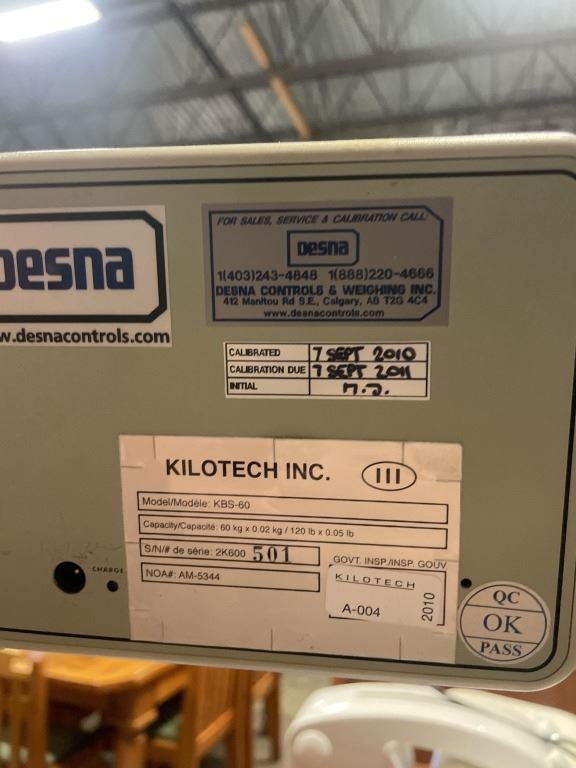 Desna
w.desnacontrols.com
FOR SALES, SERVICE & CALIBRATION CALL:
Desna
1(403)243-4848 1(888)220-4666
DESNA CONTROLS & WEIGHING INC.
412 Manitou Rd S.E., Calgary, AB T2G 4C4
www.desnacontrols.com
CALIBRATED 7 SEPT 2010
CALIBRATION DUE 7 SEPT 2011
INITIAL M.J.
KILOTECH INC. III
Model/Modèle: KBS-60
Capacity/Capacité: 60 kg x 0.02 kg / 120 lb x 0.05 lb
S/N/# de série: 2K600 501
GOVT. INSP./INSP. GOUV
NOA#: AM-5344
KILOTECH
A-004
2010
CHARGE
QC
OK
PASS